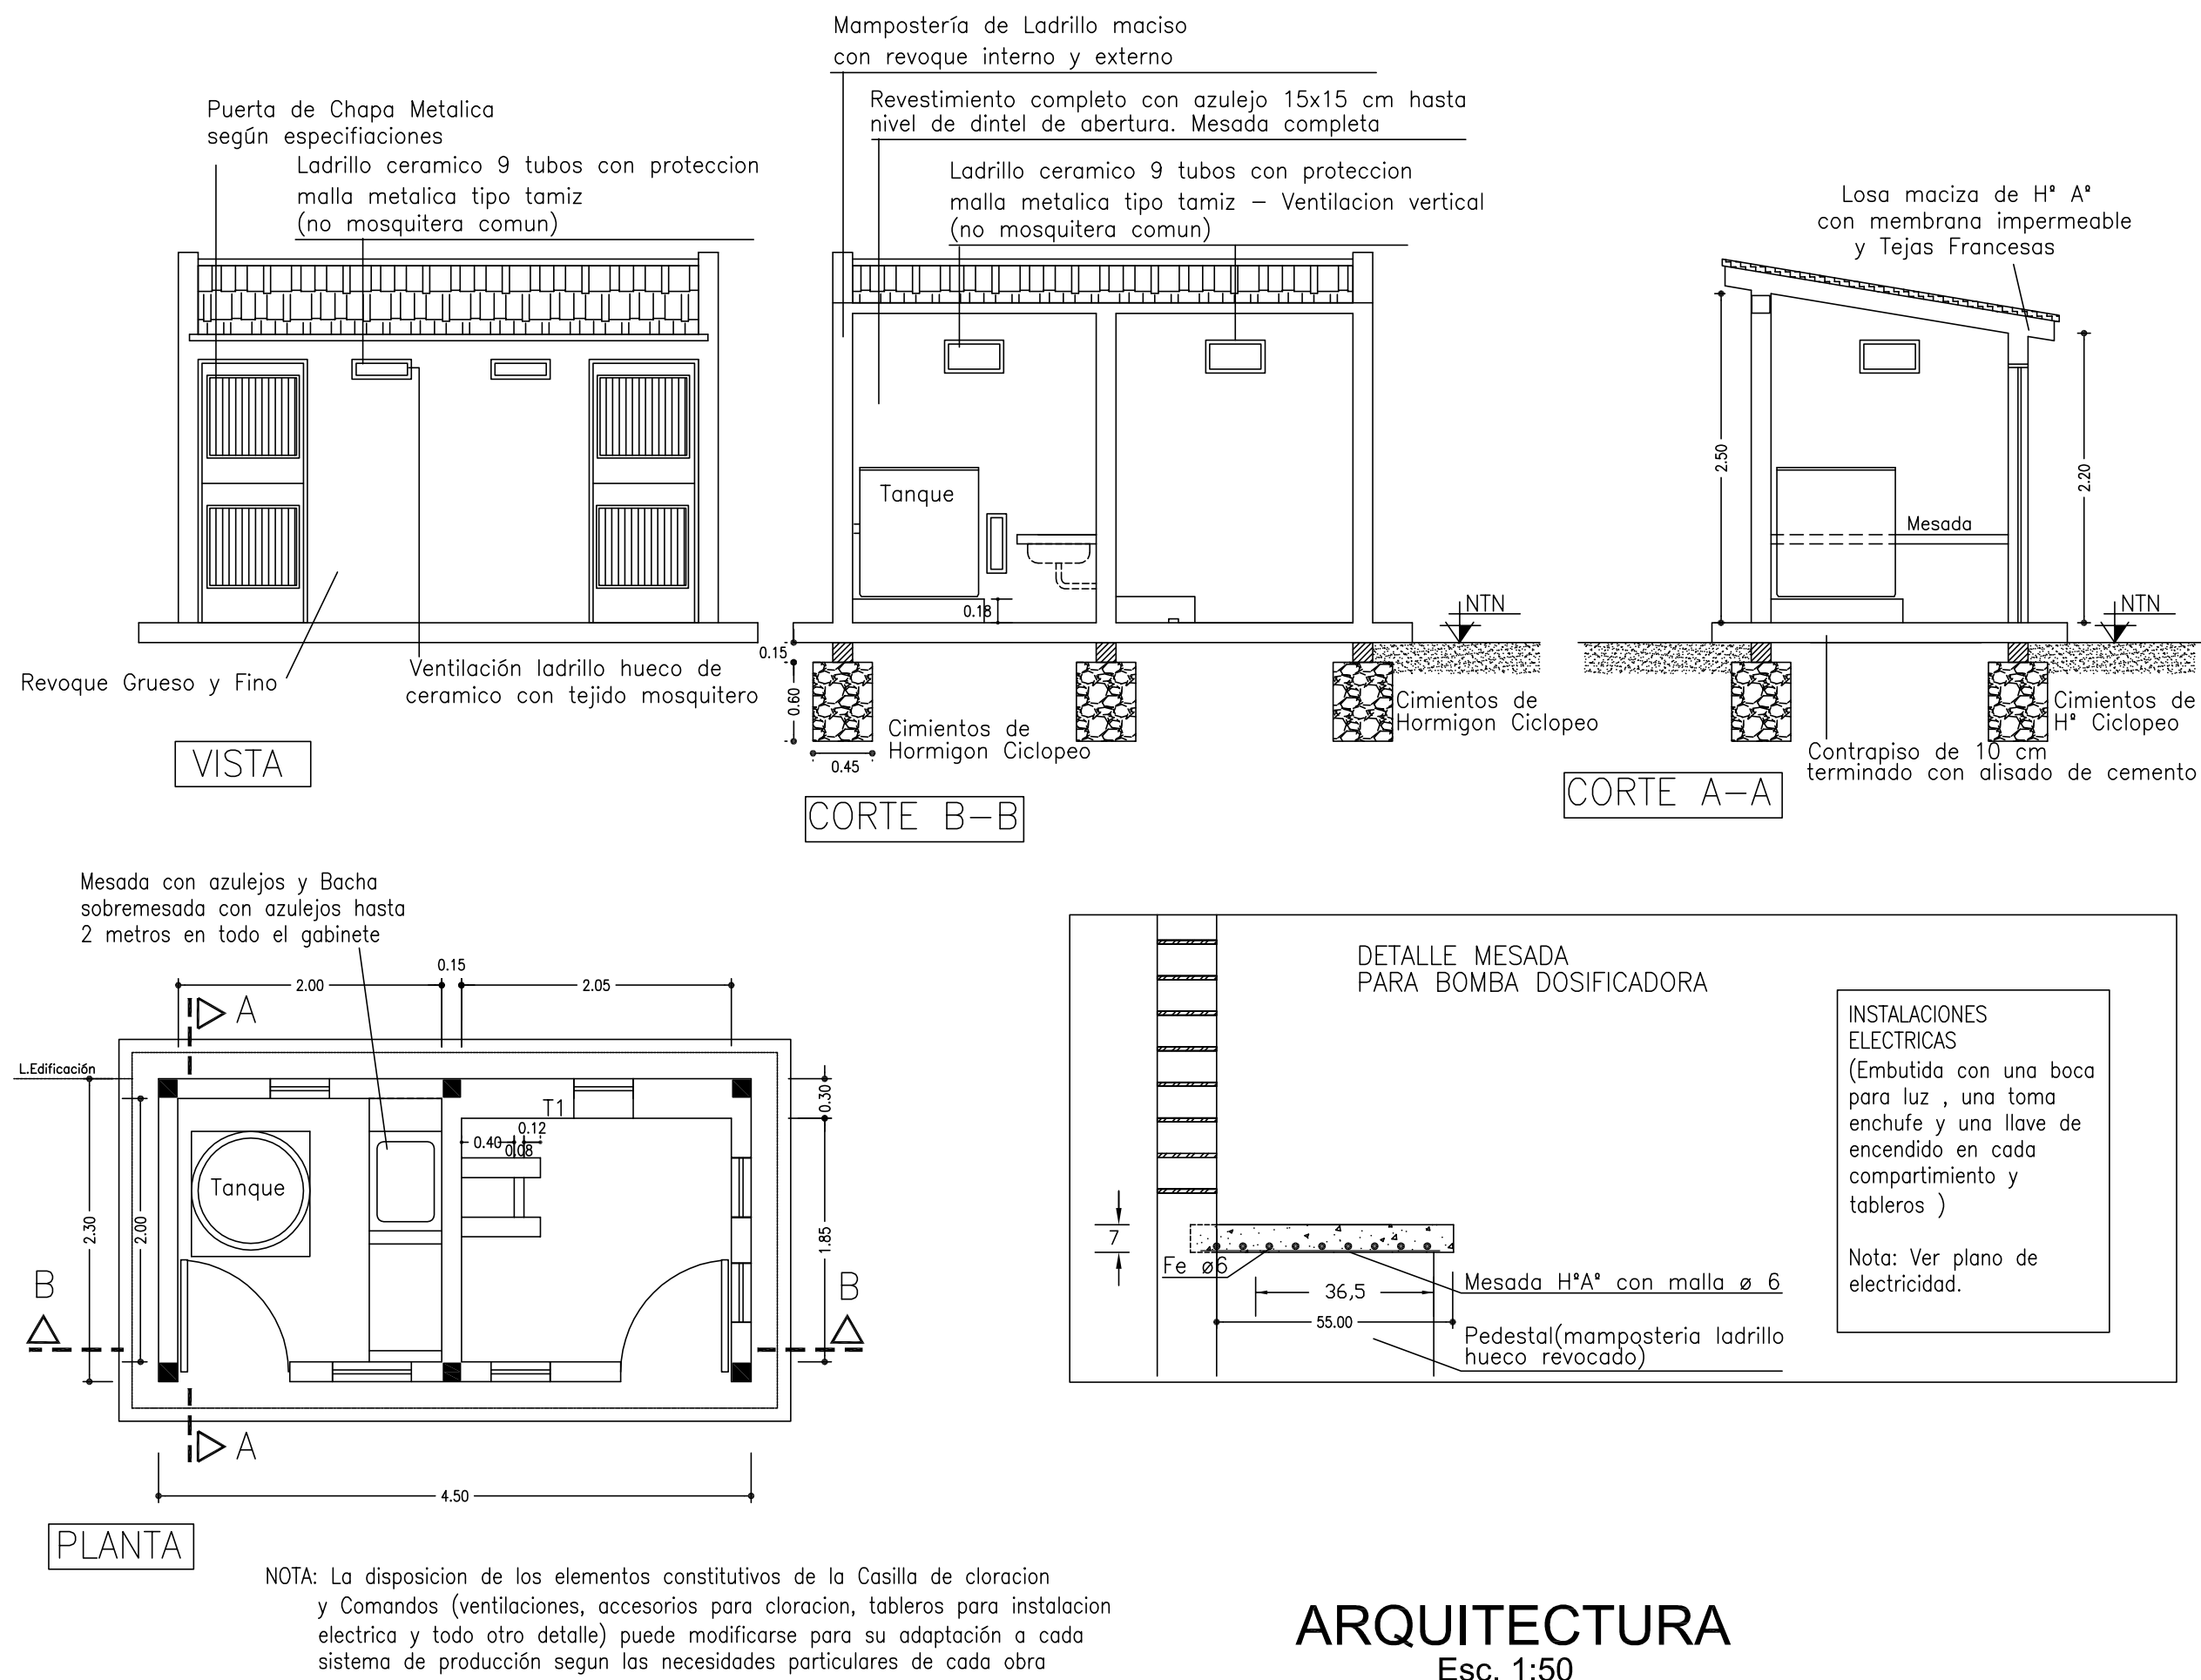 Mampostería de Ladrillo maciso
con revoque interno y externo
Puerta de Chapa Metalica
según especifiaciones
Revestimiento completo con azulejo 15x15 cm hasta
nivel de dintel de abertura. Mesada completa
Ladrillo ceramico 9 tubos con proteccion
malla metalica tipo tamiz
(no mosquitera comun)
Ladrillo ceramico 9 tubos con proteccion
malla metalica tipo tamiz – Ventilacion vertical
(no mosquitera comun)
Losa maciza de Hª Aª
con membrana impermeable
y Tejas Francesas
Tanque
0.18
NTN
0.15
0.60
0.45
2.50
2.20
Mesada
NTN
Revoque Grueso y Fino
Ventilación ladrillo hueco de
ceramico con tejido mosquitero
Cimientos de
Hormigon Ciclopeo
Cimientos de
Hormigon Ciclopeo
Cimientos de
Hª Ciclopeo
Contrapiso de 10 cm
terminado con alisado de cemento
VISTA
CORTE B–B
CORTE A–A
Mesada con azulejos y Bacha
sobremesada con azulejos hasta
2 metros en todo el gabinete
0.15
2.00
2.05
A
L.Edificación
0.30
T1
0.40
0.12
0.08
Tanque
2.30
2.00
1.85
B
B
A
4.50
PLANTA
DETALLE MESADA
PARA BOMBA DOSIFICADORA
7
Fe ø6
36,5
55.00
Mesada HªAª con malla ø 6
Pedestal(mamposteria ladrillo
hueco revocado)
INSTALACIONES
ELECTRICAS
(Embutida con una boca
para luz , una toma
enchufe y una llave de
encendido en cada
compartimiento y
tableros )
Nota: Ver plano de
electricidad.
NOTA: La disposicion de los elementos constitutivos de la Casilla de cloracion
y Comandos (ventilaciones, accesorios para cloracion, tableros para instalacion
electrica y todo otro detalle) puede modificarse para su adaptación a cada
sistema de producción segun las necesidades particulares de cada obra
ARQUITECTURA
Esc. 1:50